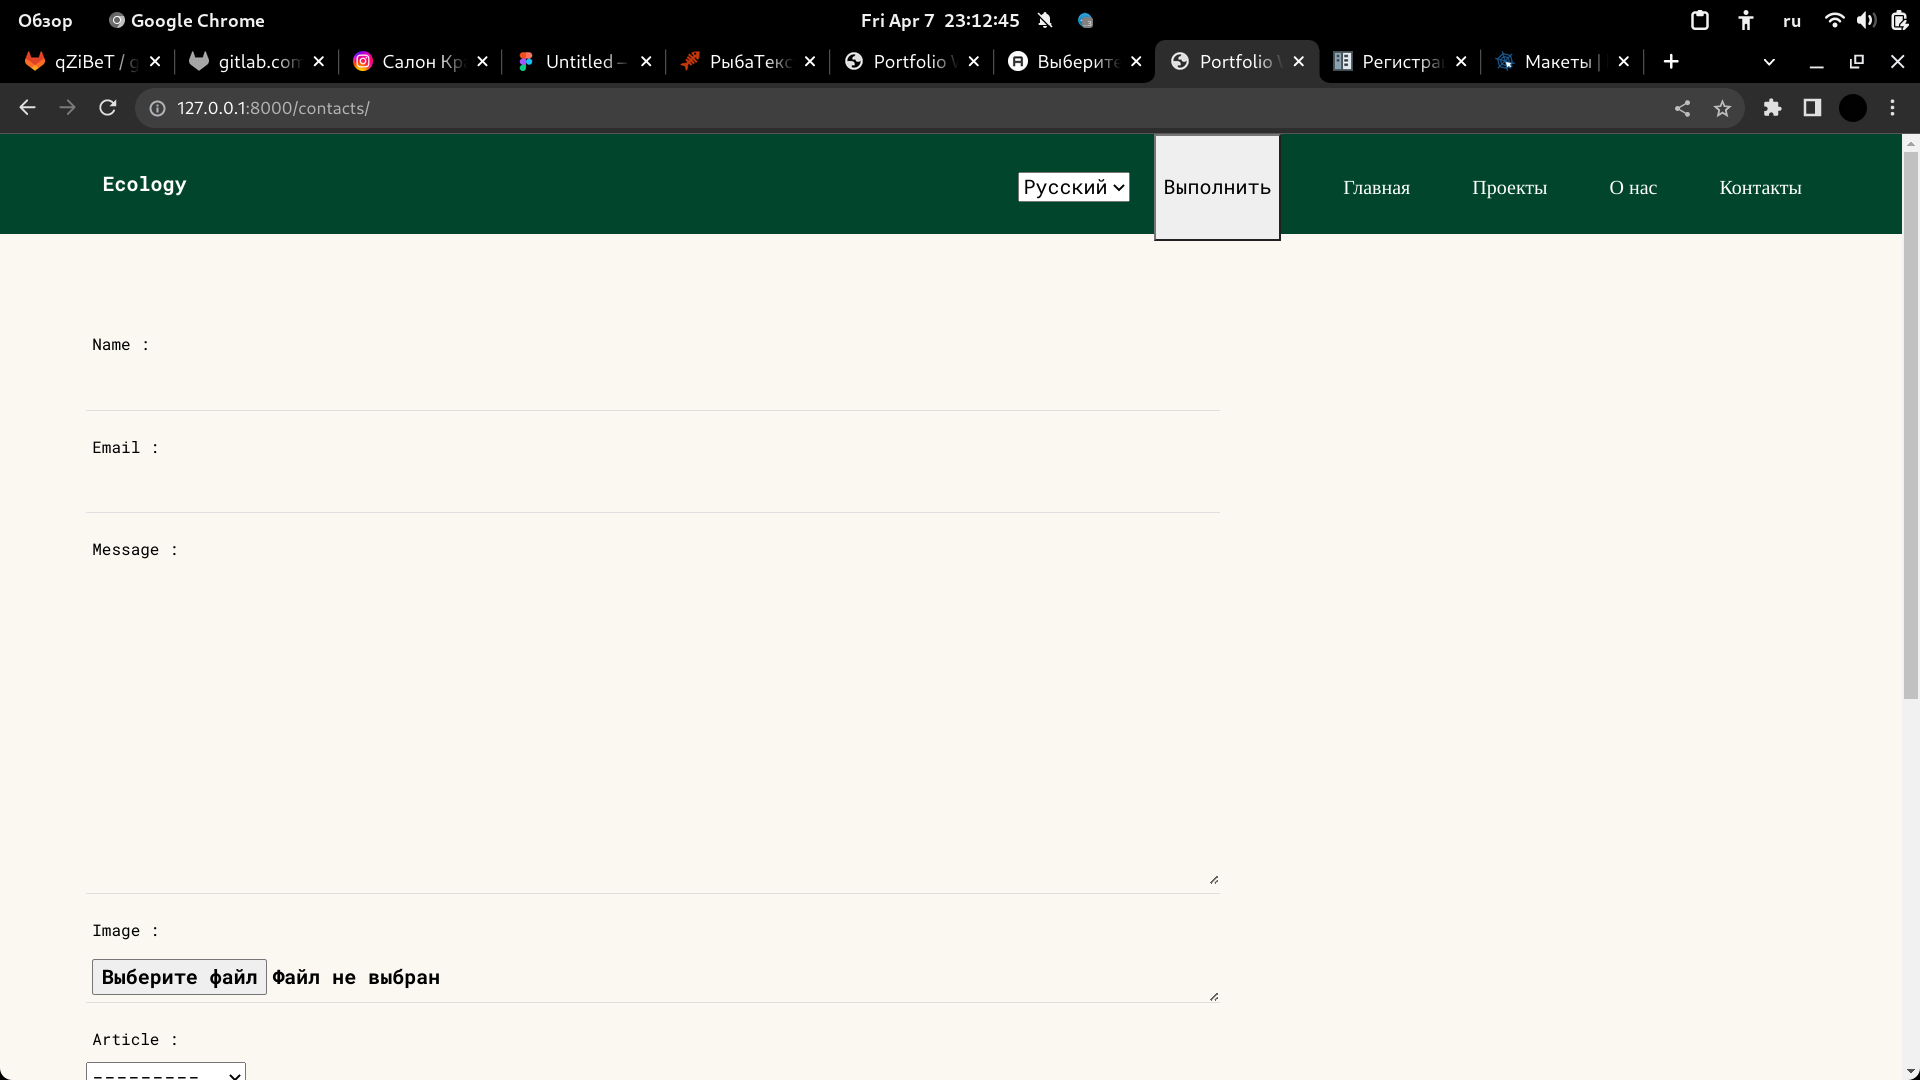 Обзор Google Chrome Fri Apr 7 23:12:45 ru
qZiBeT / g gitlab.com Салон Кр Untitled – РыбаТекс Portfolio Выберите Portfolio Регистра Макеты |
127.0.0.1:8000/contacts/
Ecology Русский Выполнить Главная Проекты О нас Контакты
Name :
Email :
Message :
Image :
Выберите файл Файл не выбран
Article :
---------